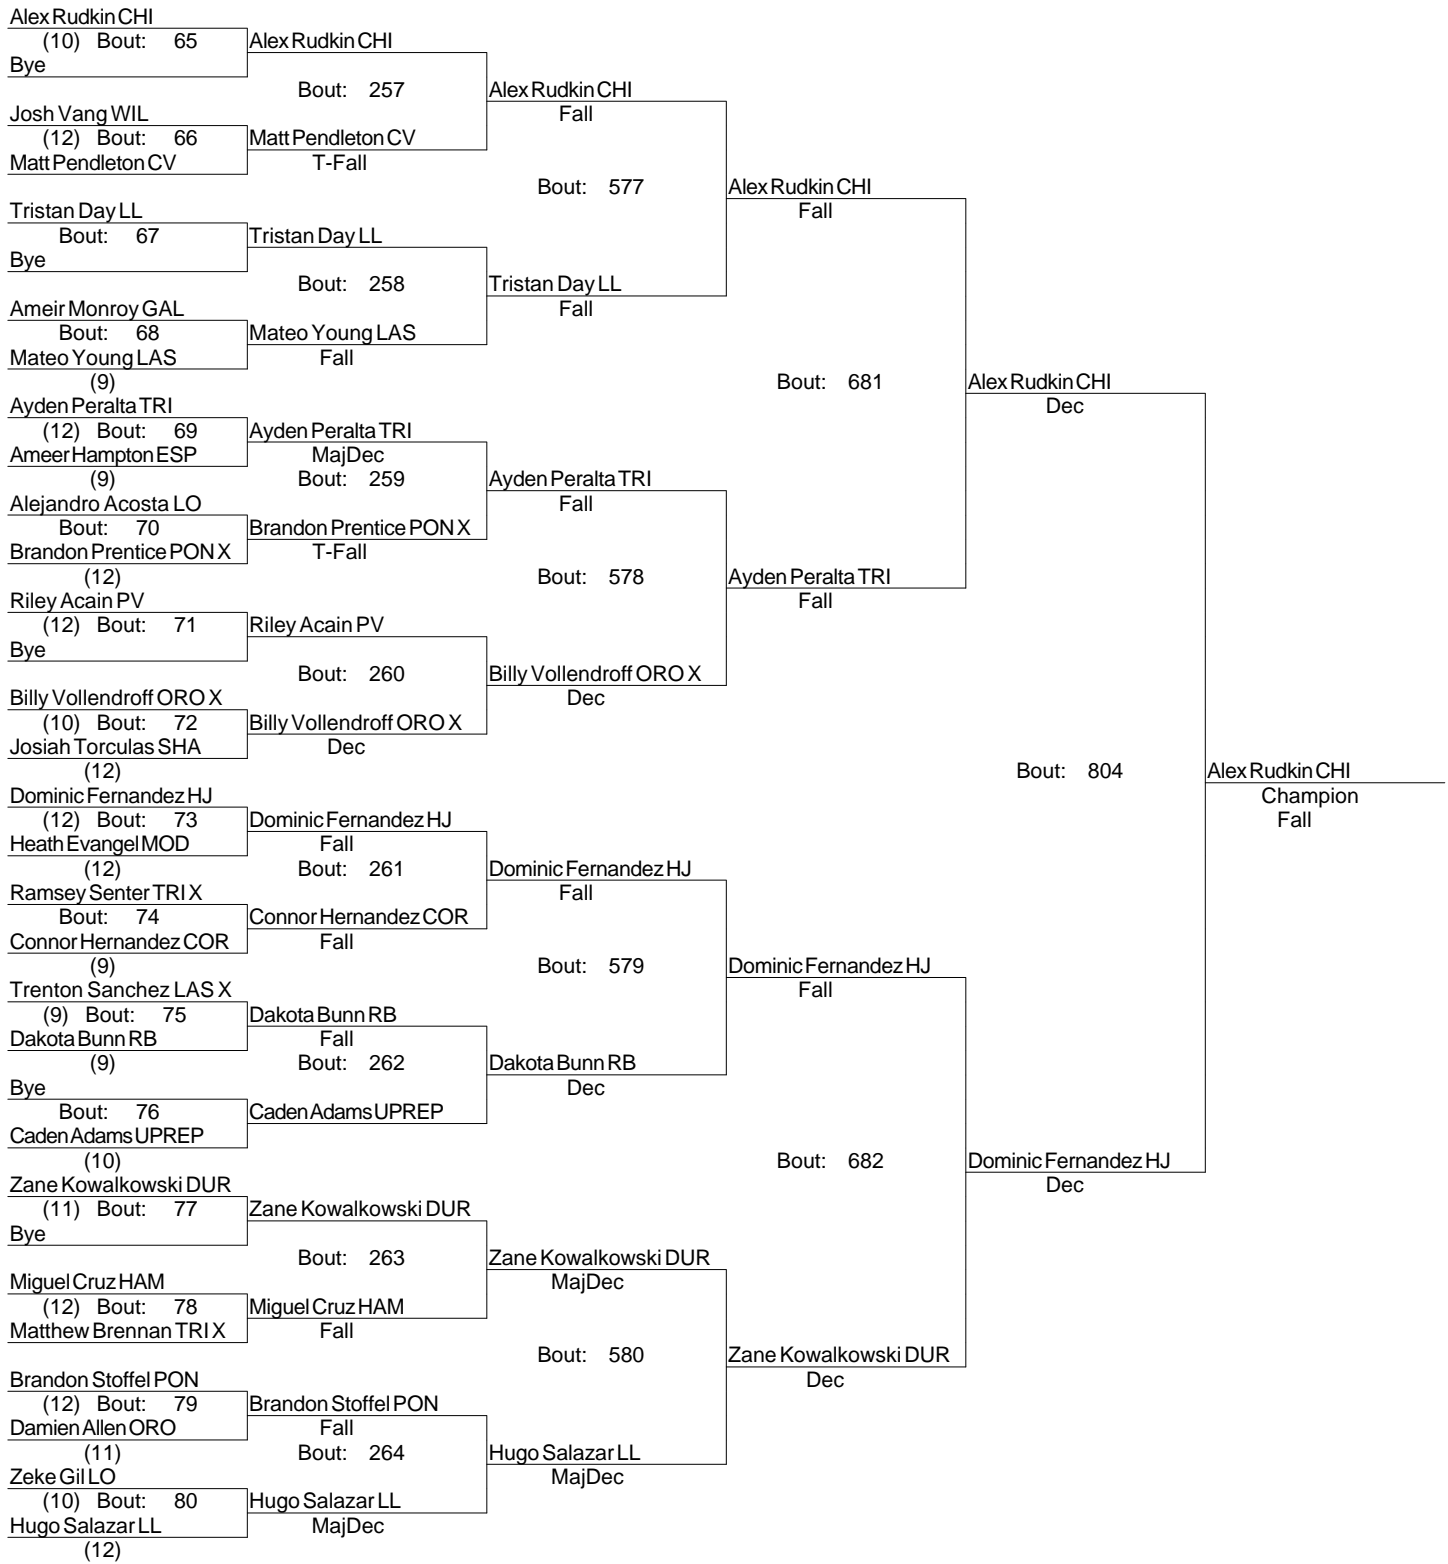 Alex Rudkin CHI
(10) Bout: 65
Bye
Josh Vang WIL
(12) Bout: 66
Matt Pendleton CV
Tristan Day LL
Bout: 67
Bye
Ameir Monroy GAL
Bout: 68
Mateo Young LAS
(9)
Ayden Peralta TRI
(12) Bout: 69
Ameer Hampton ESP
(9)
Alejandro Acosta LO
Bout: 70
Brandon Prentice PON X
(12)
Riley Acain PV
(12) Bout: 71
Bye
Billy Vollendroff ORO X
(10) Bout: 72
Josiah Torculas SHA
(12)
Dominic Fernandez HJ
(12) Bout: 73
Heath Evangel MOD
(12)
Ramsey Senter TRI X
Bout: 74
Connor Hernandez COR
(9)
Trenton Sanchez LAS X
(9) Bout: 75
Dakota Bunn RB
(9)
Bye
Bout: 76
Caden Adams UPREP
(10)
Zane Kowalkowski DUR
(11) Bout: 77
Bye
Miguel Cruz HAM
(12) Bout: 78
Matthew Brennan TRI X
Brandon Stoffel PON
(12) Bout: 79
Damien Allen ORO
(11)
Zeke Gil LO
(10) Bout: 80
Hugo Salazar LL
(12)
Alex Rudkin CHI
Bout: 257
Matt Pendleton CV
T-Fall
Tristan Day LL
Bout: 258
Mateo Young LAS
Fall
Ayden Peralta TRI
MajDec
Bout: 259
Brandon Prentice PON X
T-Fall
Riley Acain PV
Bout: 260
Billy Vollendroff ORO X
Dec
Dominic Fernandez HJ
Fall
Bout: 261
Connor Hernandez COR
Fall
Dakota Bunn RB
Fall
Bout: 262
Caden Adams UPREP
Zane Kowalkowski DUR
Bout: 263
Miguel Cruz HAM
Fall
Brandon Stoffel PON
Fall
Bout: 264
Hugo Salazar LL
MajDec
Alex Rudkin CHI
Fall
Bout: 577
Tristan Day LL
Fall
Ayden Peralta TRI
Fall
Bout: 578
Billy Vollendroff ORO X
Dec
Dominic Fernandez HJ
Fall
Bout: 579
Dakota Bunn RB
Dec
Zane Kowalkowski DUR
MajDec
Bout: 580
Hugo Salazar LL
MajDec
Alex Rudkin CHI
Fall
Bout: 681
Ayden Peralta TRI
Fall
Dominic Fernandez HJ
Fall
Bout: 682
Zane Kowalkowski DUR
Dec
Alex Rudkin CHI
Dec
Bout: 804
Dominic Fernandez HJ
Dec
Alex Rudkin CHI
Champion
Fall